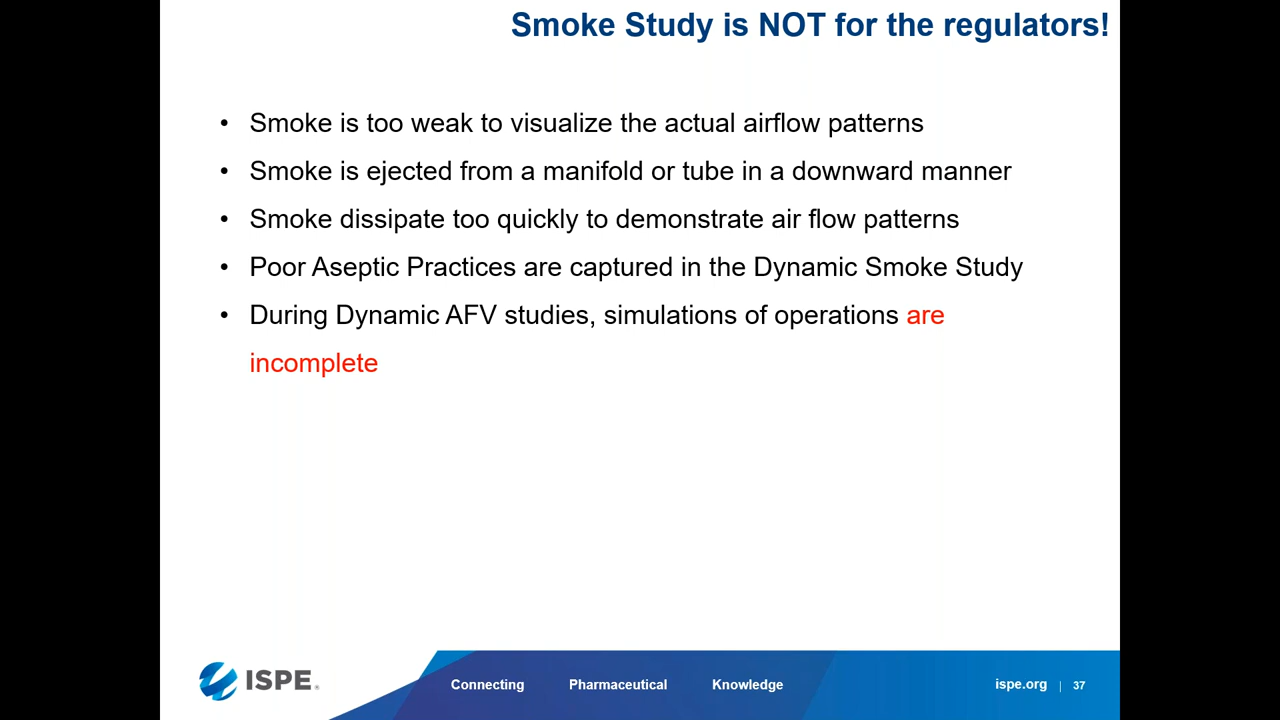 Smoke Study is NOT for the regulators!
• Smoke is too weak to visualize the actual airflow patterns
• Smoke is ejected from a manifold or tube in a downward manner
• Smoke dissipate too quickly to demonstrate air flow patterns
• Poor Aseptic Practices are captured in the Dynamic Smoke Study
• During Dynamic AFV studies, simulations of operations are
incomplete
ISPE®
Connecting Pharmaceutical Knowledge
ispe.org | 37